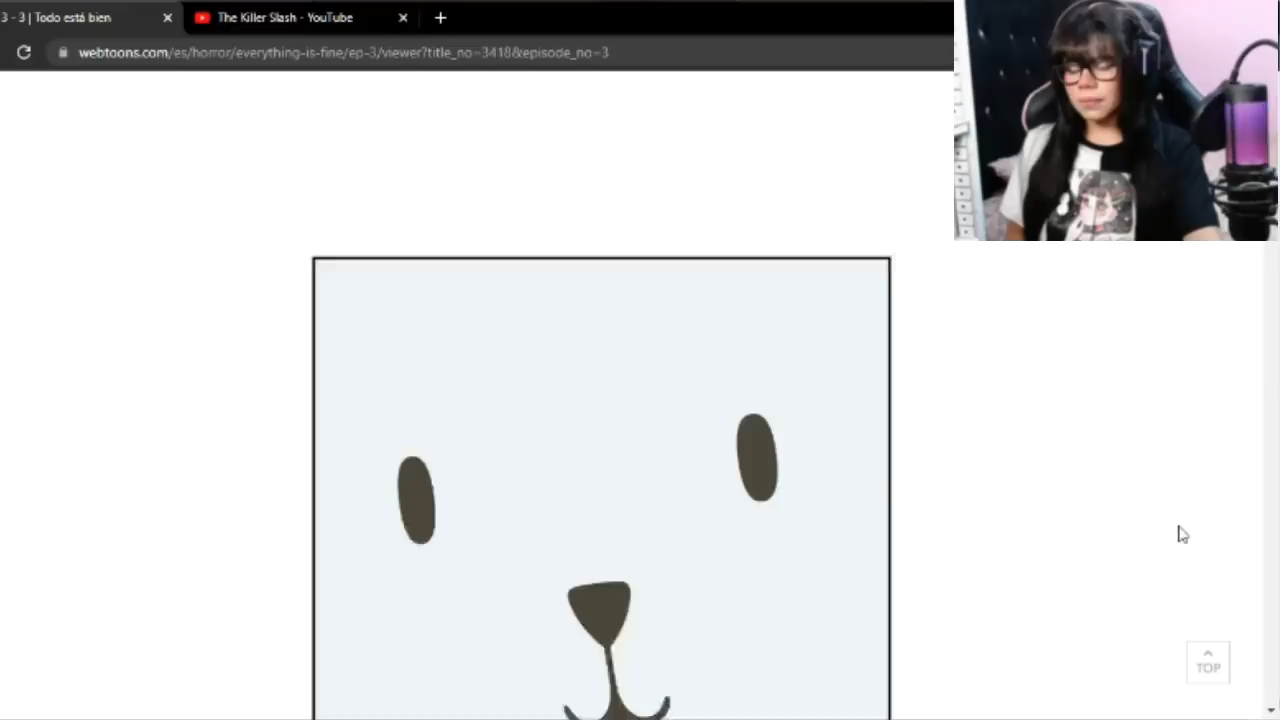 3 - 3 | Todo está bien
The Killer Slash - YouTube
webtoons.com/es/horror/everything-is-fine/ep-3/viewer?title_no=3418&episode_no=3
TOP